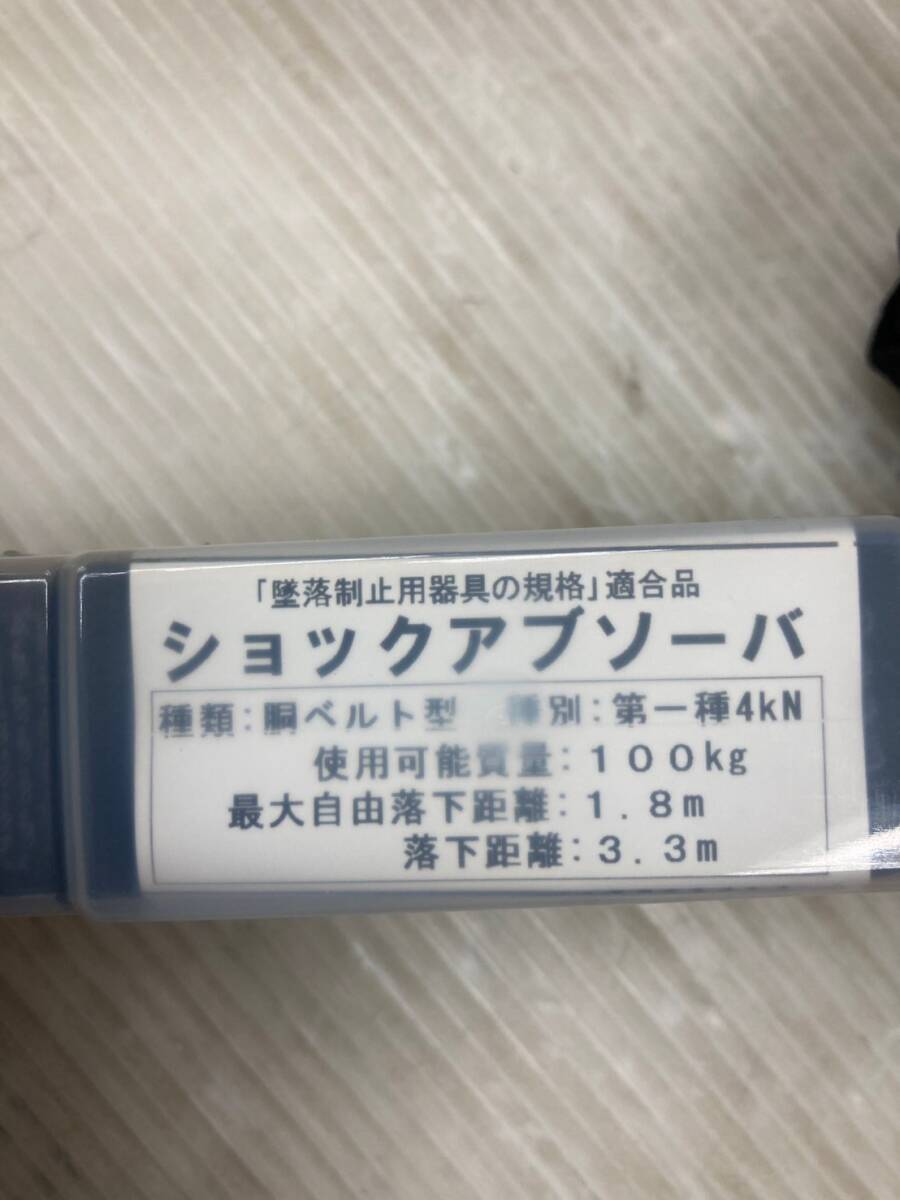 「墜落制止用器具の規格」適合品
ショックアブソーバ
種類:胴ベルト型 種別:第一種4kN
使用可能質量:100kg
最大自由落下距離:1.8m
落下距離:3.3m